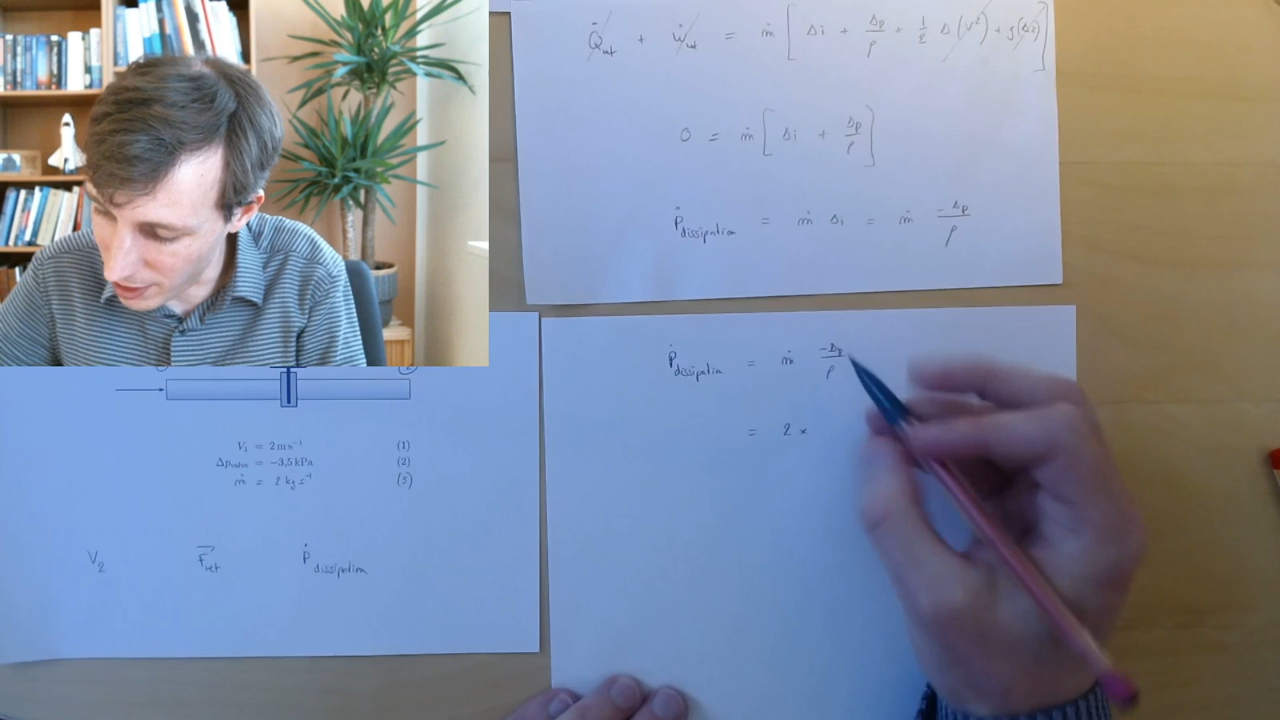 Q̇net + Ẇnet = ṁ [ Δi + Δp/ρ + 1/2 Δ(V²) + g(Δz) ]
0 = ṁ [ Δi + Δp/ρ ]
Ṗdissipation = ṁ Δi = ṁ -Δp/ρ
Ṗdissipation = ṁ -Δp/ρ
= 2 ×
V₁ = 2 m s⁻¹ (1)
Δpvalve = −3,5 kPa (2)
ṁ = 2 kg s⁻¹ (3)
V₂ F⃗net Ṗdissipation